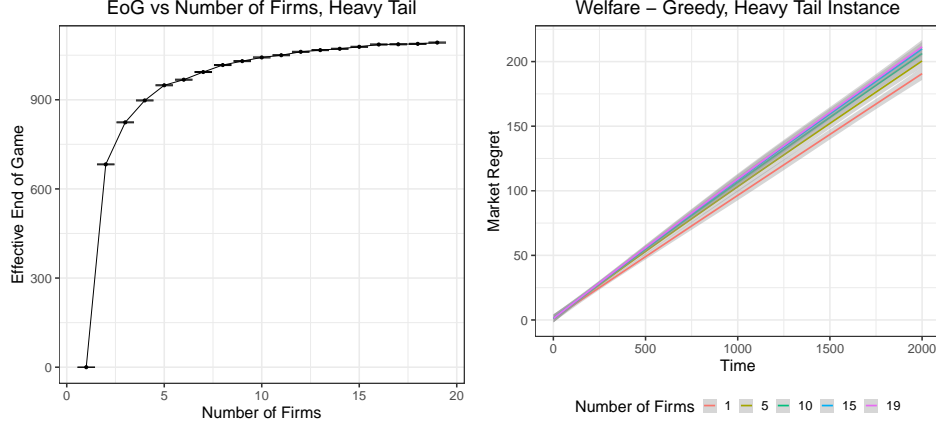 EoG vs Number of Firms, Heavy Tail
Effective End of Game
900
600
300
0
0 5 10 15 20
Number of Firms
Welfare − Greedy, Heavy Tail Instance
Market Regret
200
150
100
50
0
0 500 1000 1500 2000
Time
Number of Firms 1 5 10 15 19